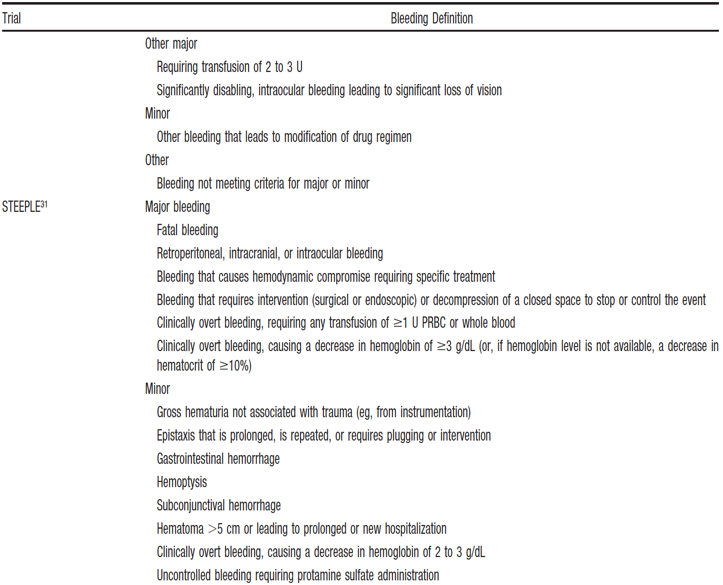 Trial Bleeding Definition
Other major
Requiring transfusion of 2 to 3 U
Significantly disabling, intraocular bleeding leading to significant loss of vision
Minor
Other bleeding that leads to modification of drug regimen
Other
Bleeding not meeting criteria for major or minor
STEEPLE31 Major bleeding
Fatal bleeding
Retroperitoneal, intracranial, or intraocular bleeding
Bleeding that causes hemodynamic compromise requiring specific treatment
Bleeding that requires intervention (surgical or endoscopic) or decompression of a closed space to stop or control the event
Clinically overt bleeding, requiring any transfusion of ≥1 U PRBC or whole blood
Clinically overt bleeding, causing a decrease in hemoglobin of ≥3 g/dL (or, if hemoglobin level is not available, a decrease in
hematocrit of ≥10%)
Minor
Gross hematuria not associated with trauma (eg, from instrumentation)
Epistaxis that is prolonged, is repeated, or requires plugging or intervention
Gastrointestinal hemorrhage
Hemoptysis
Subconjunctival hemorrhage
Hematoma >5 cm or leading to prolonged or new hospitalization
Clinically overt bleeding, causing a decrease in hemoglobin of 2 to 3 g/dL
Uncontrolled bleeding requiring protamine sulfate administration